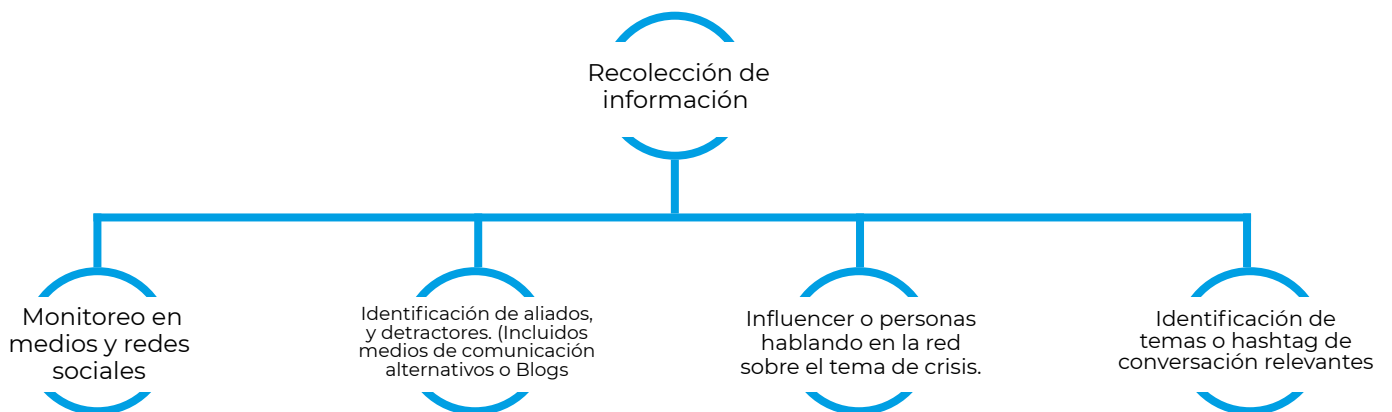 Recolección de
información
Monitoreo en
medios y redes
sociales
Identificación de aliados,
y detractores. (Incluidos
medios de comunicación
alternativos o Blogs
Influencer o personas
hablando en la red
sobre el tema de crisis.
Identificación de
temas o hashtag de
conversación relevantes